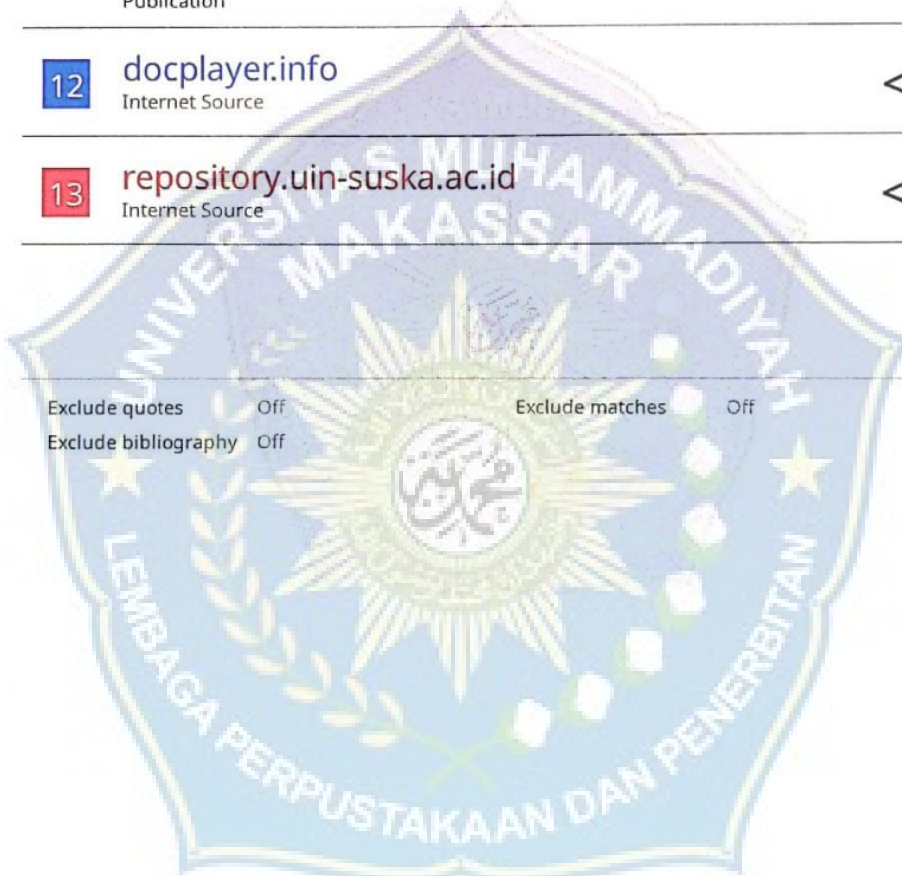 Publication
12 docplayer.info
Internet Source
<
13 repository.uin-suska.ac.id
Internet Source
<
UNIVERSITAS MUHAMMADIYAH
MAKASSAR
Exclude quotes Off Exclude matches Off
Exclude bibliography Off
LEMBAGA PERPUSTAKAAN DAN PENERBITAN